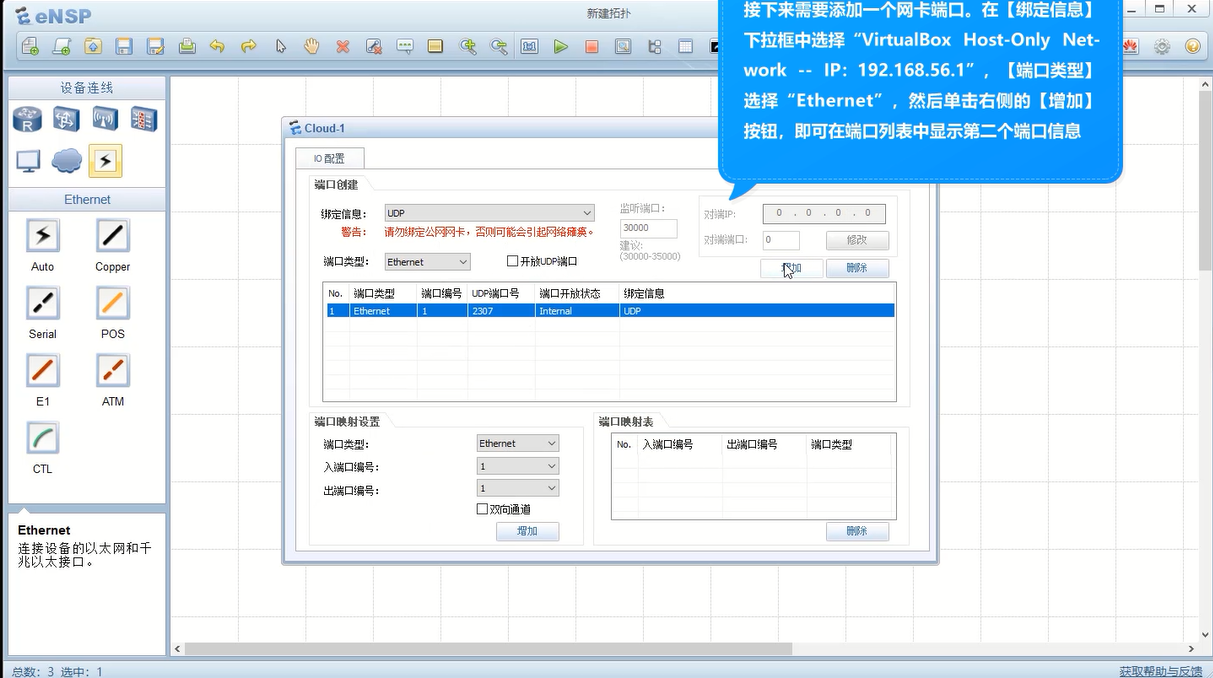 eNSP
新建拓扑
接下来需要添加一个网卡端口。在【绑定信息】
下拉框中选择“VirtualBox Host-Only Net-
work -- IP: 192.168.56.1”，【端口类型】
选择“Ethernet”，然后单击右侧的【增加】
按钮，即可在端口列表中显示第二个端口信息
设备连线
Ethernet
Auto
Copper
Serial
POS
E1
ATM
CTL
Ethernet
连接设备的以太网和千
兆以太接口。
Cloud-1
IO 配置
端口创建
绑定信息: UDP
警告: 请勿绑定公网网卡，否则可能会引起网络瘫痪。
端口类型: Ethernet
开放UDP端口
监听端口:
30000
建议:
(30000-35000)
对端IP: 0 . 0 . 0 . 0
对端端口: 0 修改
增加 删除
No. 端口类型 端口编号 UDP端口号 端口开放状态 绑定信息
1 Ethernet 1 2307 Internal UDP
端口映射设置
端口类型: Ethernet
入端口编号: 1
出端口编号: 1
双向通道
增加
端口映射表
No. 入端口编号 出端口编号 端口类型
删除
总数: 3 选中: 1
获取帮助与反馈